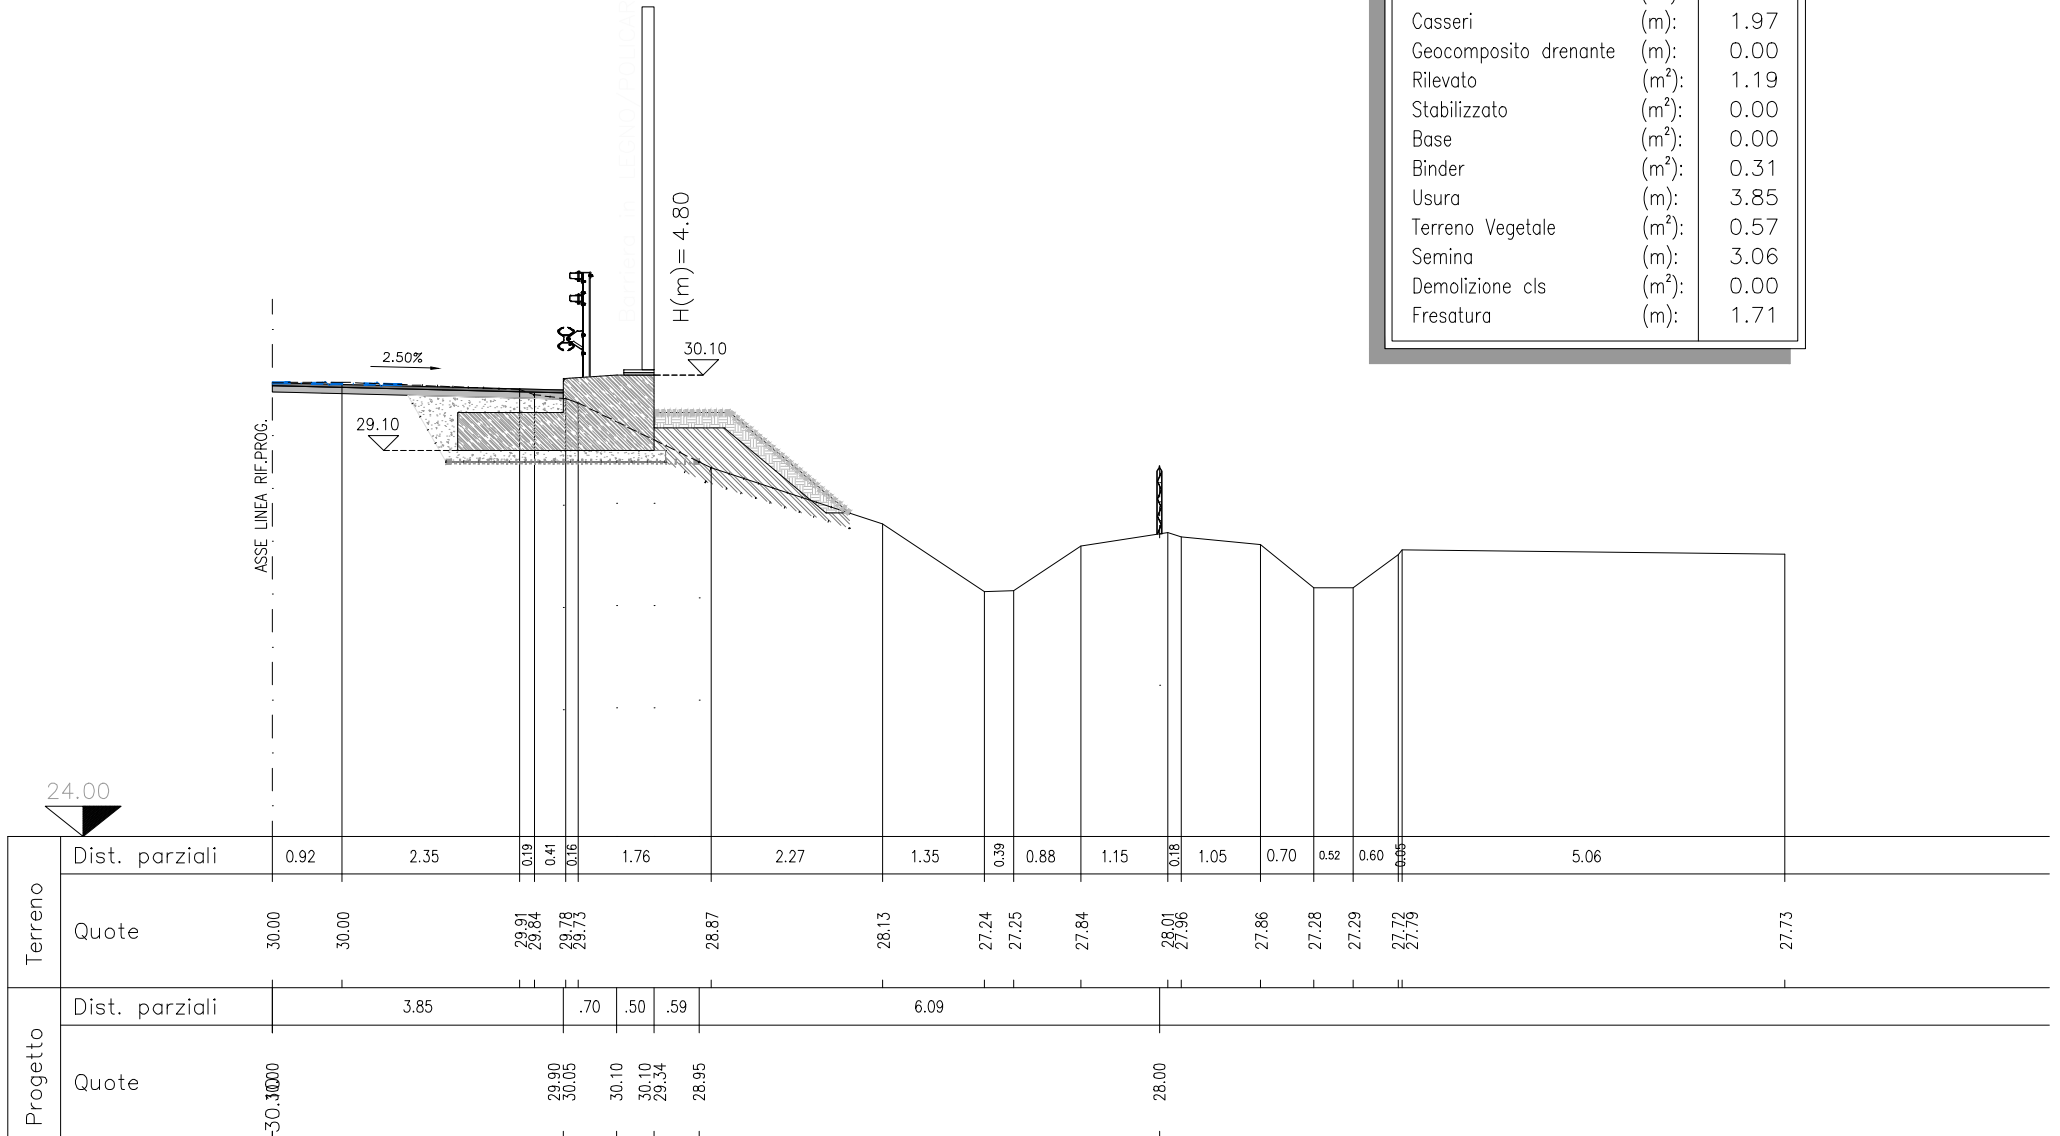 Casseri (m): 1.97
Geocomposito drenante (m): 0.00
Rilevato (m²): 1.19
Stabilizzato (m²): 0.00
Base (m²): 0.00
Binder (m²): 0.31
Usura (m): 3.85
Terreno Vegetale (m²): 0.57
Semina (m): 3.06
Demolizione cls (m²): 0.00
Fresatura (m): 1.71
H(m)= 4.80
30.10
2.50%
29.10
ASSE LINEA RIF.PROG.
24.00
Terreno
Dist. parziali 0.92 2.35 0.19 0.41 0.16 1.76 2.27 1.35 0.39 0.88 1.15 0.18 1.05 0.70 0.52 0.60 0.05 5.06
Quote 30.00 30.00 29.91 29.84 29.78 29.73 28.87 28.13 27.24 27.25 27.84 28.01 27.96 27.86 27.28 27.29 27.72 27.79 27.73
Progetto
Dist. parziali 3.85 .70 .50 .59 6.09
Quote 30.00 29.90 30.05 30.10 30.10 29.34 28.95 28.00